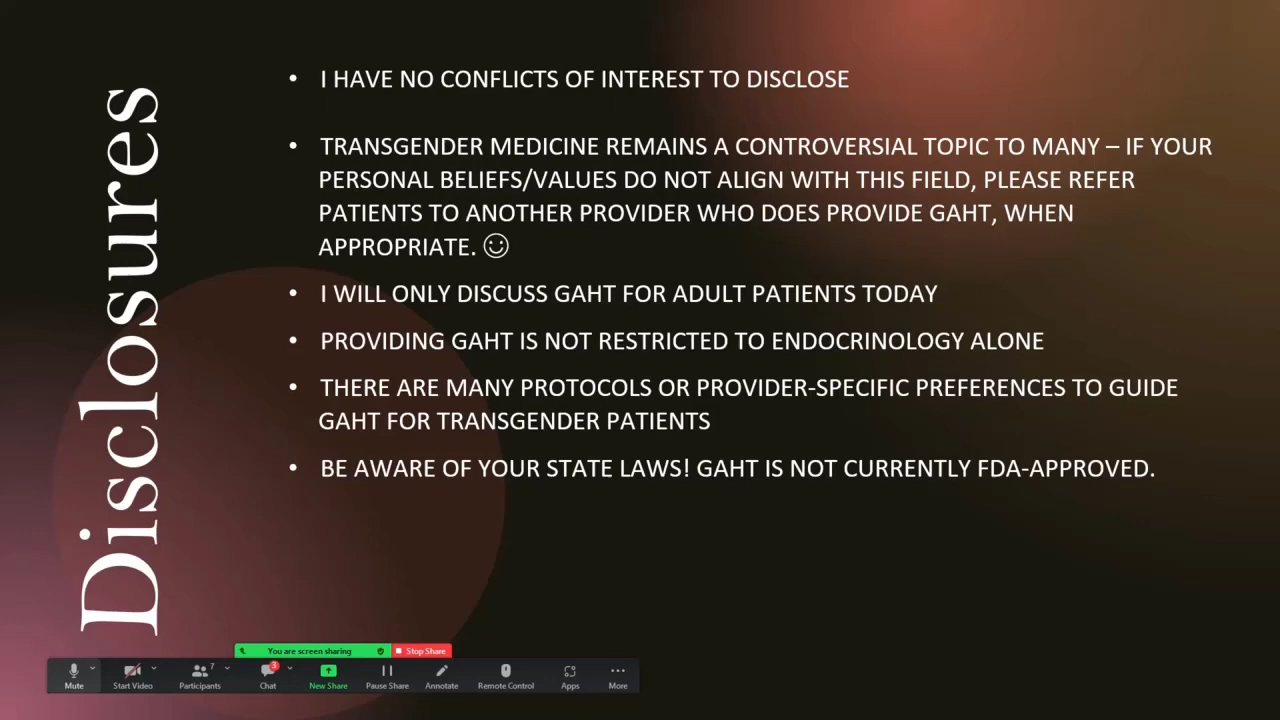 Disclosures
• I HAVE NO CONFLICTS OF INTEREST TO DISCLOSE
• TRANSGENDER MEDICINE REMAINS A CONTROVERSIAL TOPIC TO MANY – IF YOUR
PERSONAL BELIEFS/VALUES DO NOT ALIGN WITH THIS FIELD, PLEASE REFER
PATIENTS TO ANOTHER PROVIDER WHO DOES PROVIDE GAHT, WHEN
APPROPRIATE. ☺
• I WILL ONLY DISCUSS GAHT FOR ADULT PATIENTS TODAY
• PROVIDING GAHT IS NOT RESTRICTED TO ENDOCRINOLOGY ALONE
• THERE ARE MANY PROTOCOLS OR PROVIDER-SPECIFIC PREFERENCES TO GUIDE
GAHT FOR TRANSGENDER PATIENTS
• BE AWARE OF YOUR STATE LAWS! GAHT IS NOT CURRENTLY FDA-APPROVED.
You are screen sharing Stop Share
7 3
Mute Start Video Participants Chat New Share Pause Share Annotate Remote Control Apps More